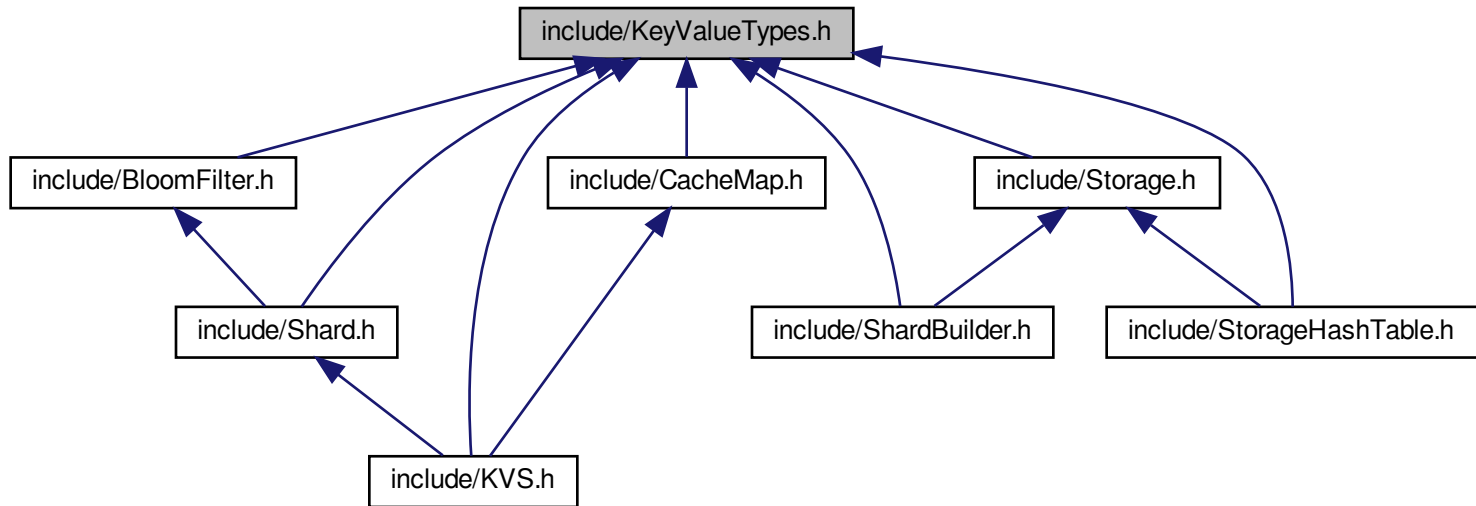 include/KeyValueTypes.h
include/BloomFilter.h
include/CacheMap.h
include/Storage.h
include/Shard.h
include/ShardBuilder.h
include/StorageHashTable.h
include/KVS.h